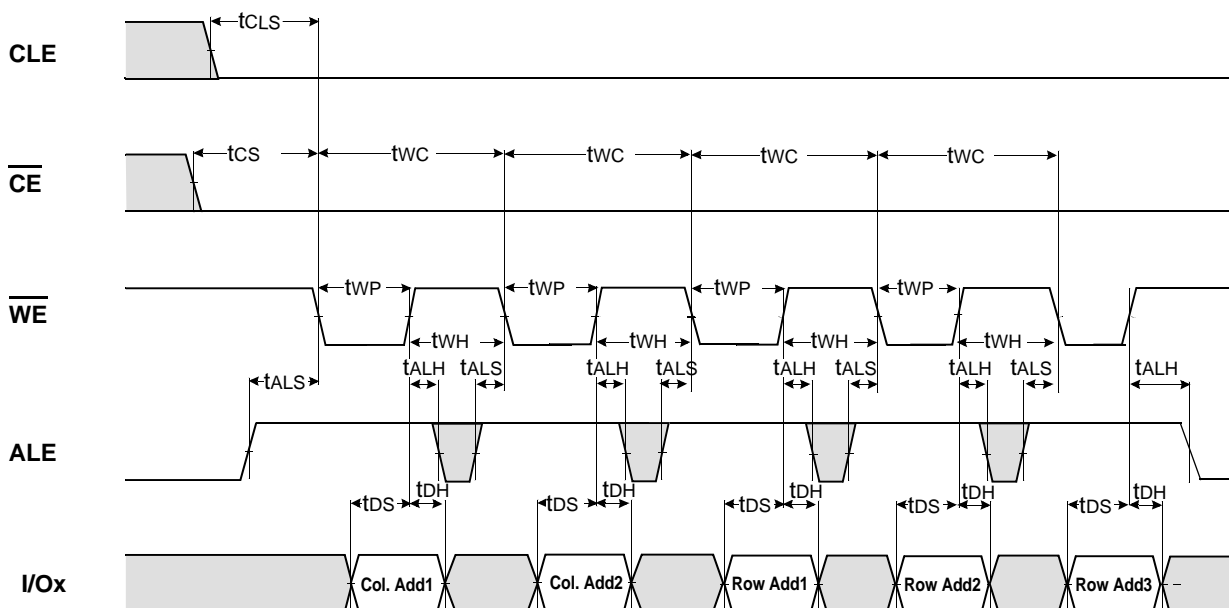 CLE
tCLS
CE
tCS tWC tWC tWC tWC
WE
tWP tWP tWP tWP
tWH tWH tWH tWH
tALS tALH tALS tALH tALS tALH tALS tALH tALS tALH
ALE
tDS tDH tDS tDH tDS tDH tDS tDH tDS tDH
I/Ox Col. Add1 Col. Add2 Row Add1 Row Add2 Row Add3